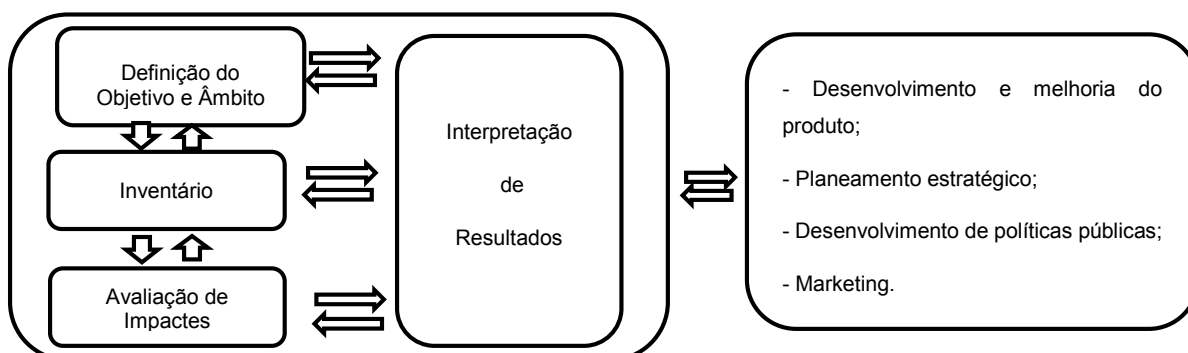 Definição do
Objetivo e Âmbito
Inventário
Avaliação de
Impactes
Interpretação
de
Resultados
- Desenvolvimento e melhoria do
produto;
- Planeamento estratégico;
- Desenvolvimento de políticas públicas;
- Marketing.